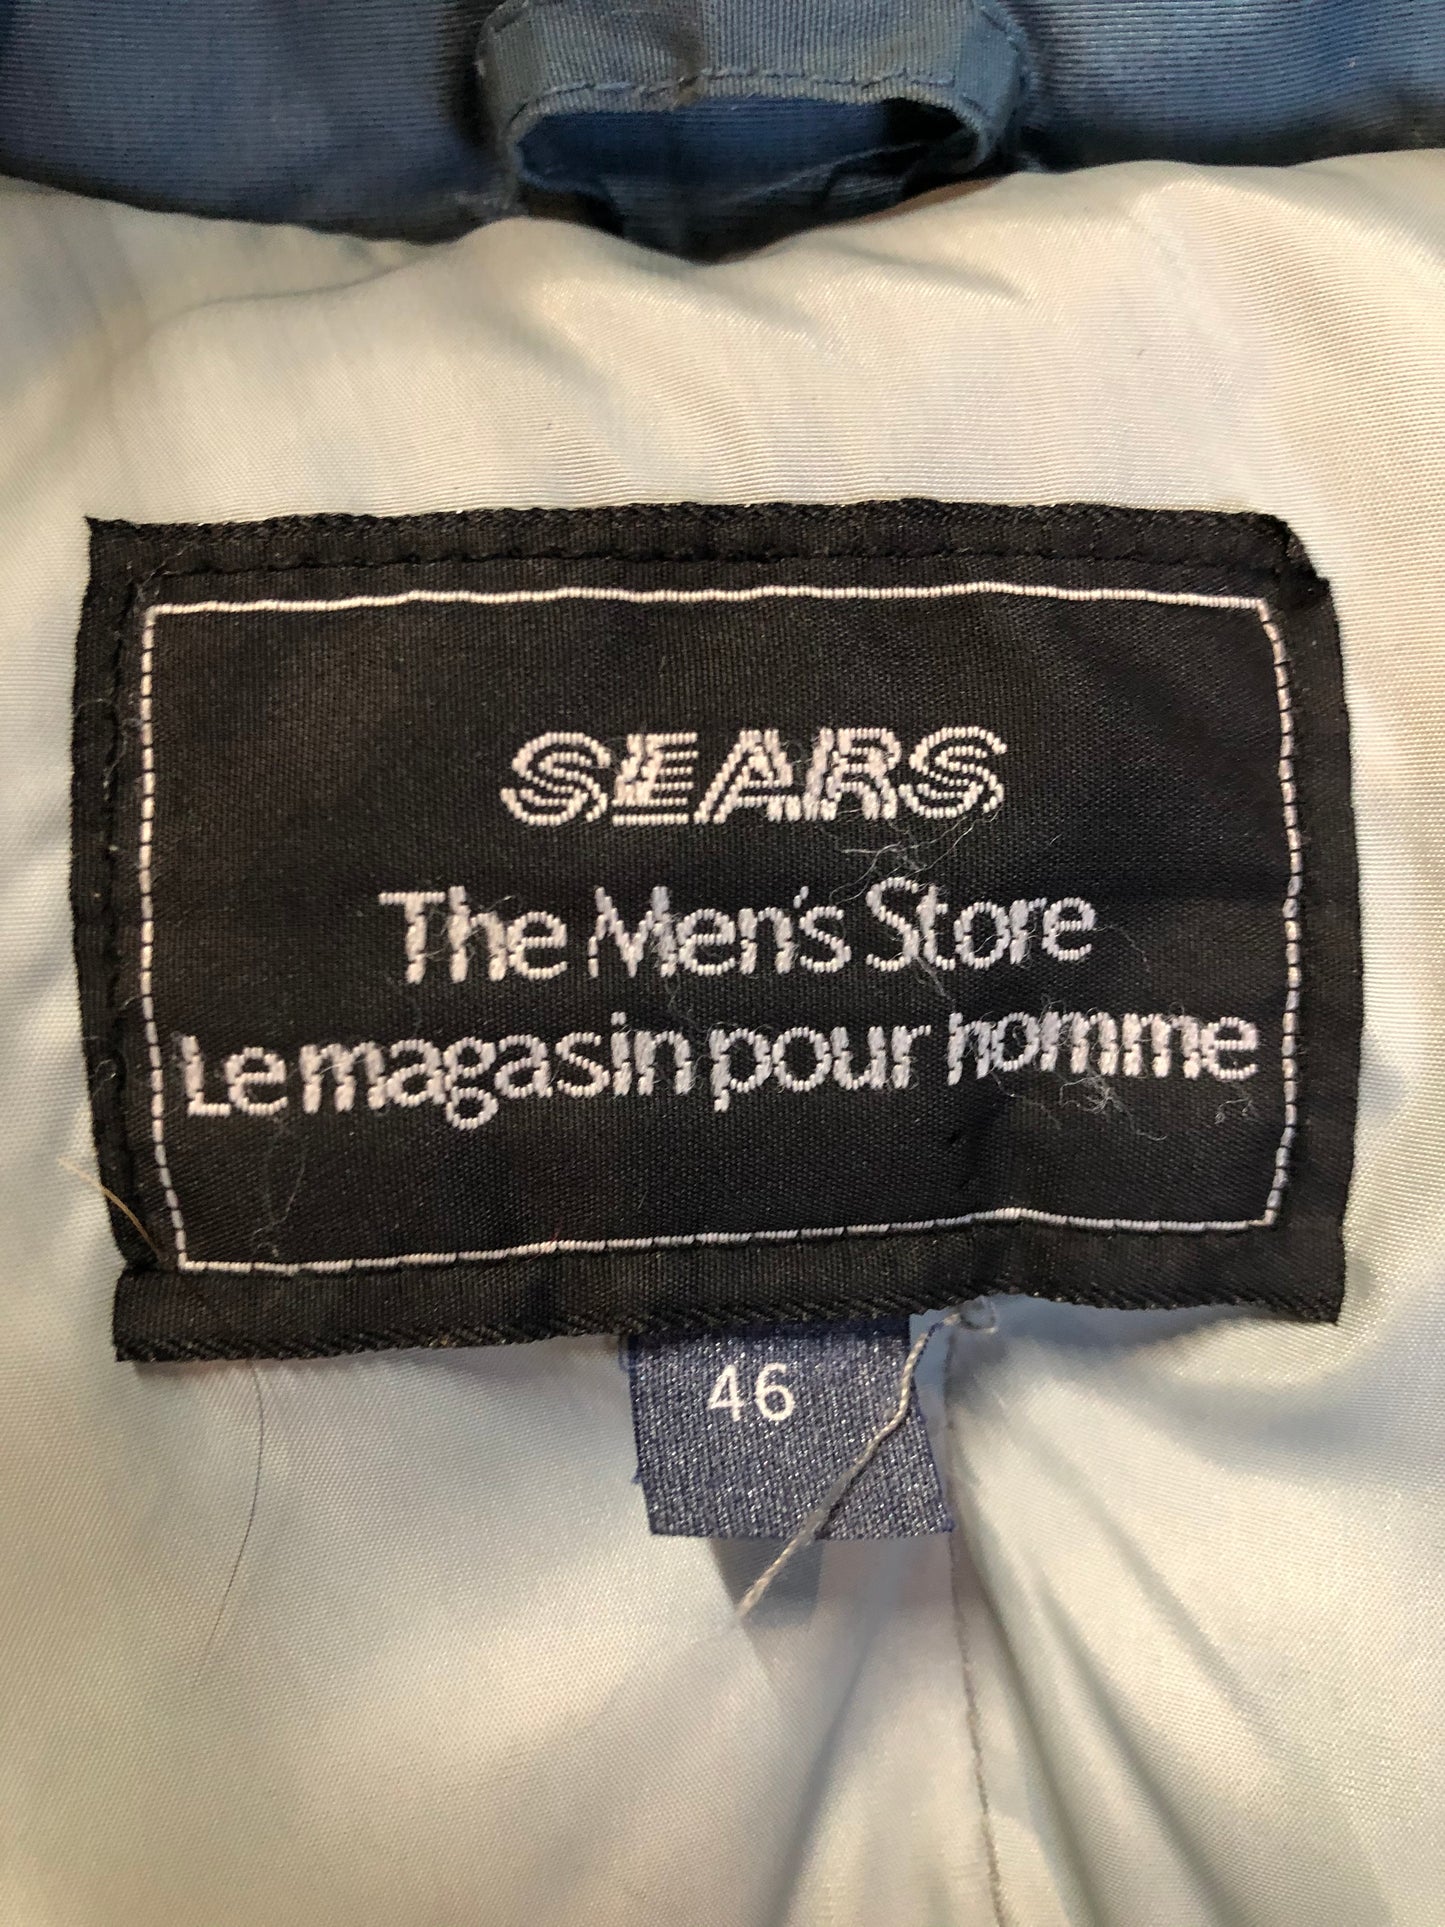 SEARS
The Men's Store
Le magasin pour homme
46